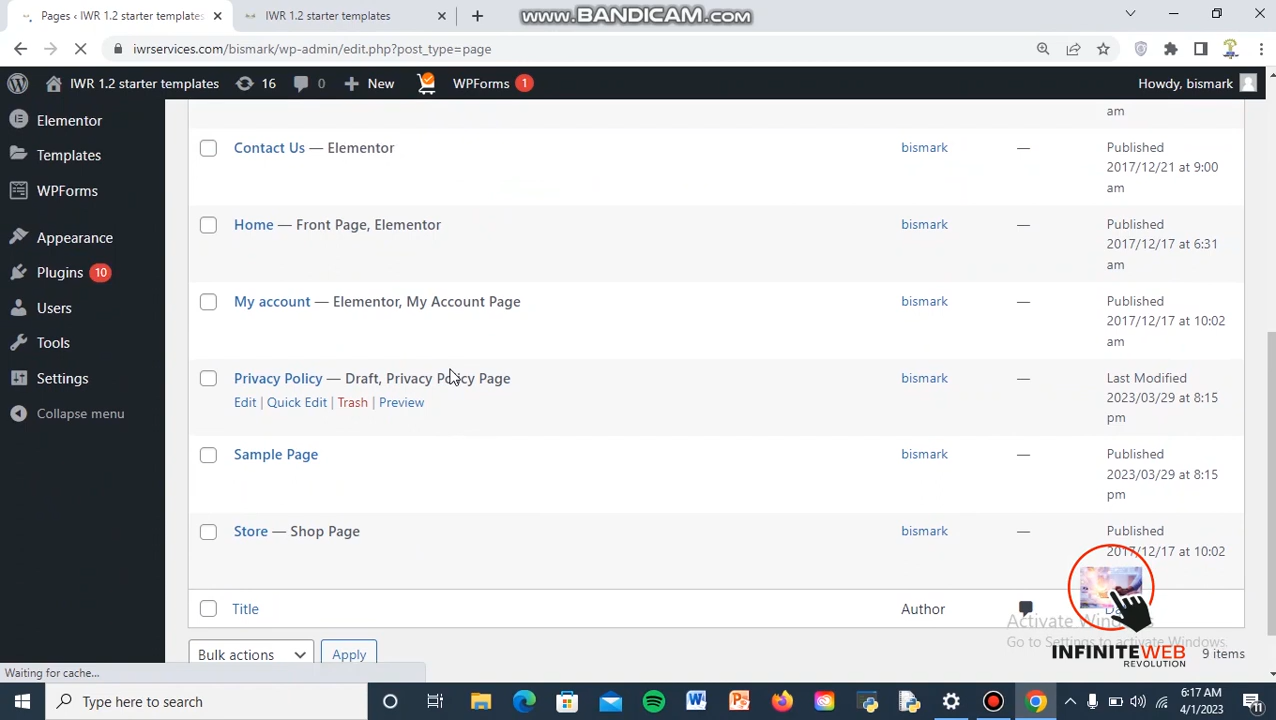 Pages ‹ IWR 1.2 starter templates
IWR 1.2 starter templates
www.BANDICAM.com
iwrservices.com/bismark/wp-admin/edit.php?post_type=page
IWR 1.2 starter templates
16
0
New
WPForms
1
Howdy, bismark
Elementor
Templates
WPForms
Appearance
Plugins 10
Users
Tools
Settings
Collapse menu
am
Contact Us — Elementor
bismark
—
Published
2017/12/21 at 9:00
am
Home — Front Page, Elementor
bismark
—
Published
2017/12/17 at 6:31
am
My account — Elementor, My Account Page
bismark
—
Published
2017/12/17 at 10:02
am
Privacy Policy — Draft, Privacy Policy Page
Edit | Quick Edit | Trash | Preview
bismark
—
Last Modified
2023/03/29 at 8:15
pm
Sample Page
bismark
—
Published
2023/03/29 at 8:15
pm
Store — Shop Page
bismark
—
Published
2017/12/17 at 10:02
Title
Author
Activate Windows
Go to Settings to activate Windows.
Bulk actions
Apply
INFINITEWEB
REVOLUTION
9 items
Waiting for cache...
Type here to search
6:17 AM
4/1/2023
11